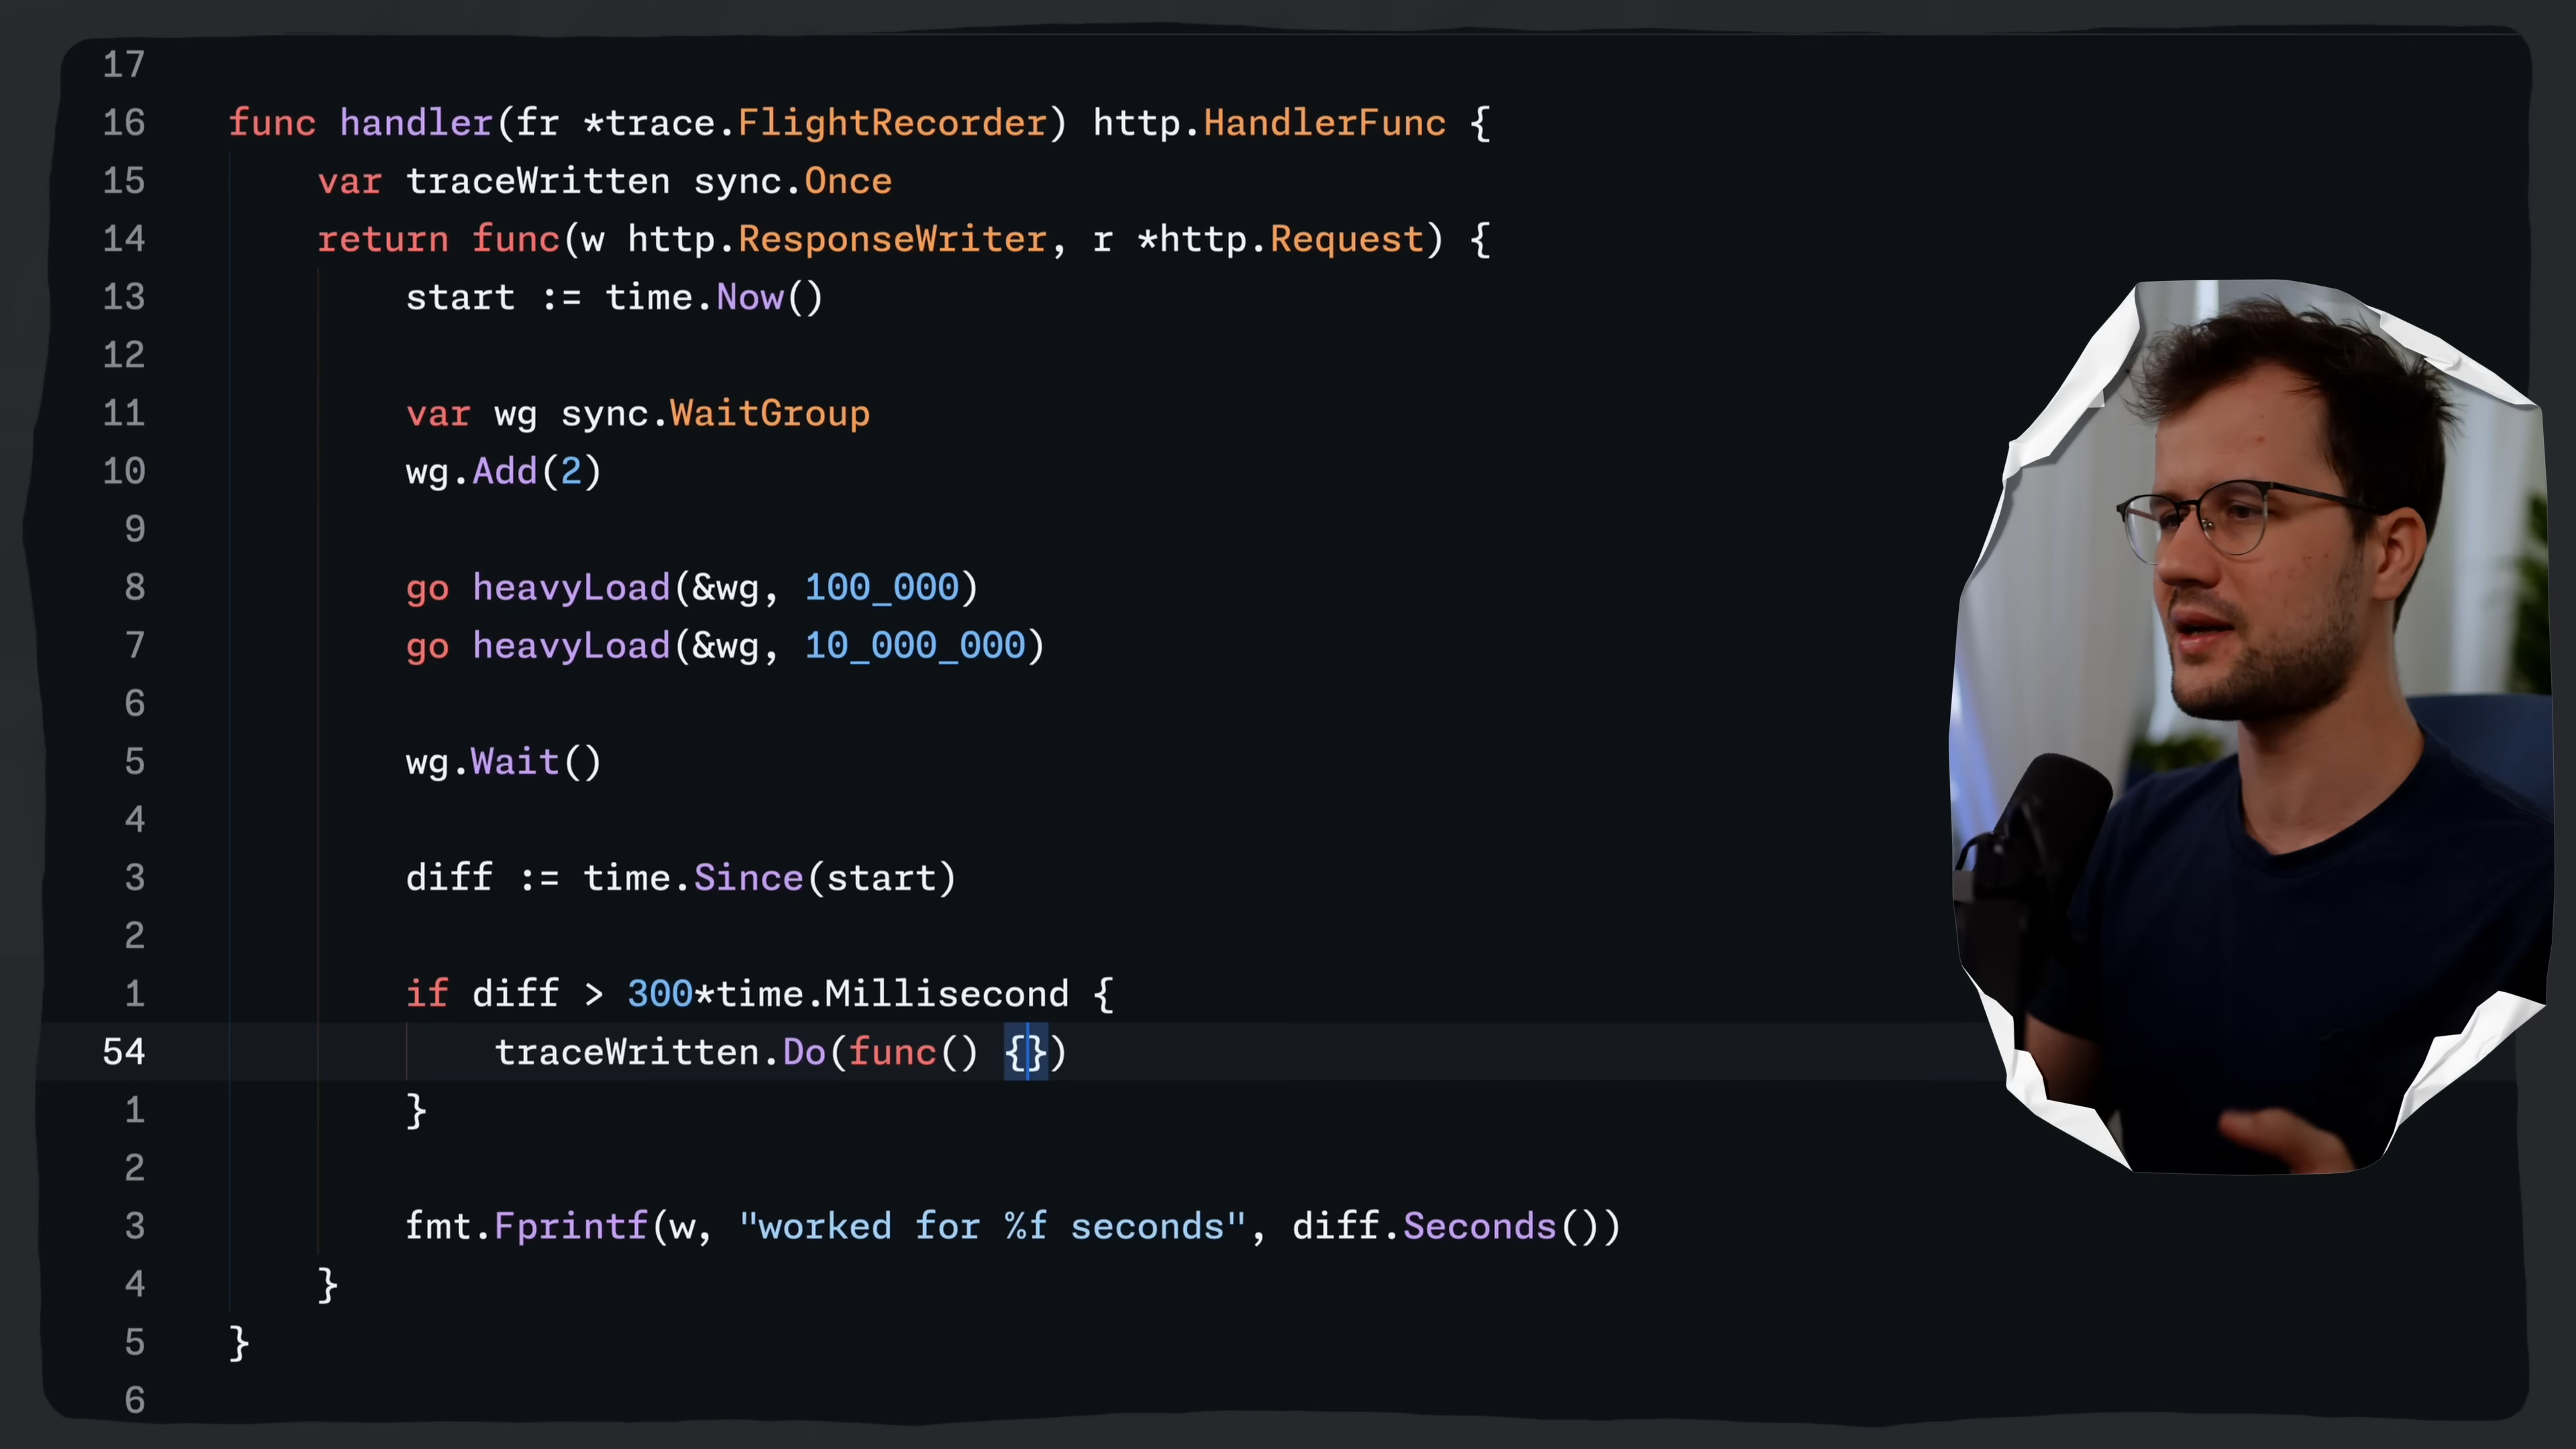 17
16 func handler(fr *trace.FlightRecorder) http.HandlerFunc {
15 var traceWritten sync.Once
14 return func(w http.ResponseWriter, r *http.Request) {
13 start := time.Now()
12
11 var wg sync.WaitGroup
10 wg.Add(2)
9
8 go heavyLoad(&wg, 100_000)
7 go heavyLoad(&wg, 10_000_000)
6
5 wg.Wait()
4
3 diff := time.Since(start)
2
1 if diff > 300*time.Millisecond {
54 traceWritten.Do(func() {})
1 }
2
3 fmt.Fprintf(w, "worked for %f seconds", diff.Seconds())
4 }
5 }
6